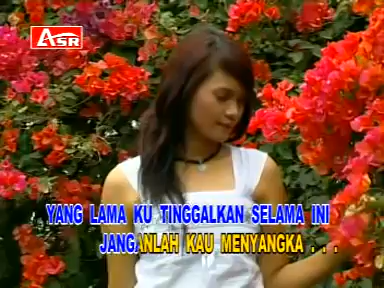 ASR
YANG LAMA KU TINGGALKAN SELAMA INI
JANGANLAH KAU MENYANGKA . . .